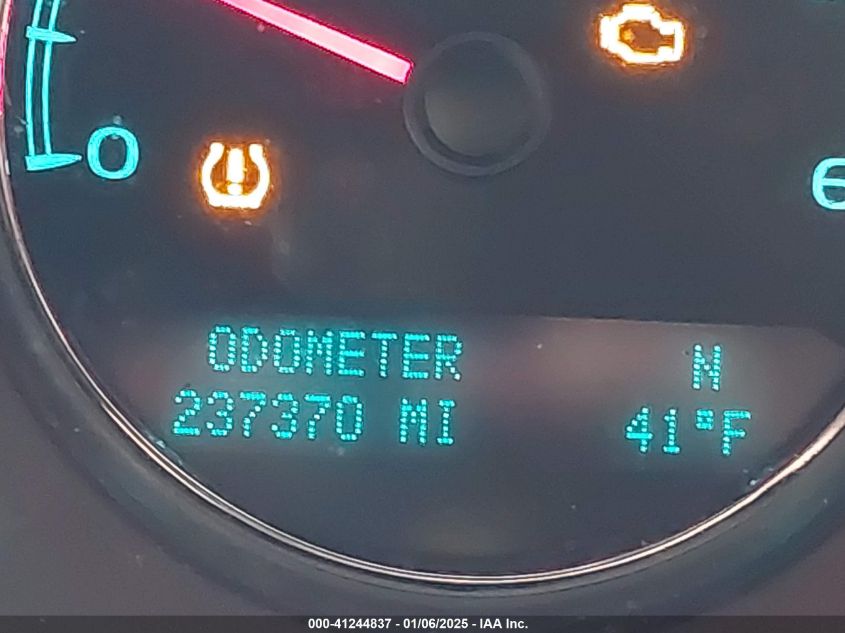 0
ODOMETER N
237370 MI 41°F
000-41244837 - 01/06/2025 - IAA Inc.